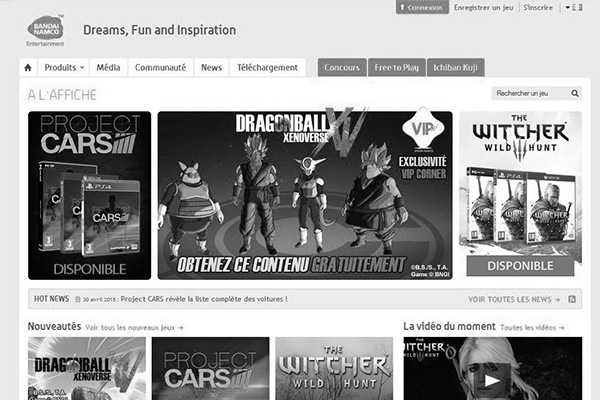 BANDAI
NAMCO
Entertainment
Dreams, Fun and Inspiration
Connexion
Enregistrer un jeu
S'inscrire
Produits
Média
Communauté
News
Téléchargement
Concours
Free to Play
Ichiban Kuji
A L'AFFICHE
Rechercher un jeu
PROJECT
CARS
PS4
DISPONIBLE
DRAGONBALL
XENOVERSE
XV
VIP
EXCLUSIVITÉ
VIP CORNER
OBTENEZ CE CONTENU GRATUITEMENT
©B.S./S., T.A.
Game © BNGI
THE
WITCHER
WILD HUNT
DISPONIBLE
HOT NEWS
30 avril 2015 : Project CARS révèle la liste complète des voitures !
VOIR TOUTES LES NEWS
Nouveautés
Voir tous les nouveaux jeux
La vidéo du moment
Toutes les vidéos
DRAGONBALL
XENOVERSE
©B.S./S., T.A.
PROJECT
CARS
THE
WITCHER
WILD HUNT
THE
WITCHER
WILD HUNT